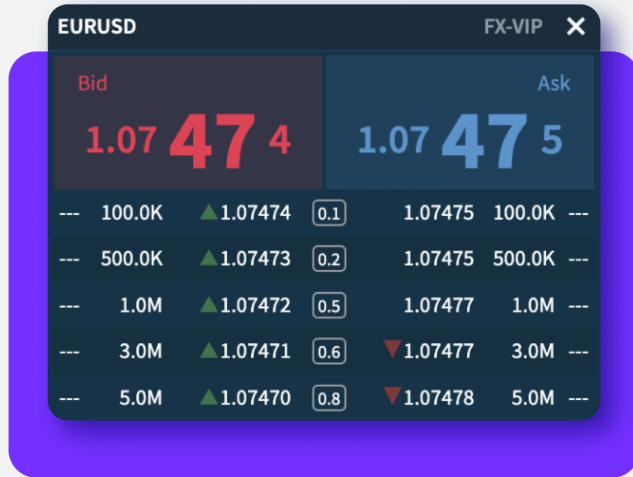 EURUSD FX-VIP ✕
Bid Ask
1.07 47 4 1.07 47 5
--- 100.0K ▲1.07474 0.1 1.07475 100.0K ---
--- 500.0K ▲1.07473 0.2 1.07475 500.0K ---
--- 1.0M ▲1.07472 0.5 1.07477 1.0M ---
--- 3.0M ▲1.07471 0.6 ▼1.07477 3.0M ---
--- 5.0M ▲1.07470 0.8 ▼1.07478 5.0M ---